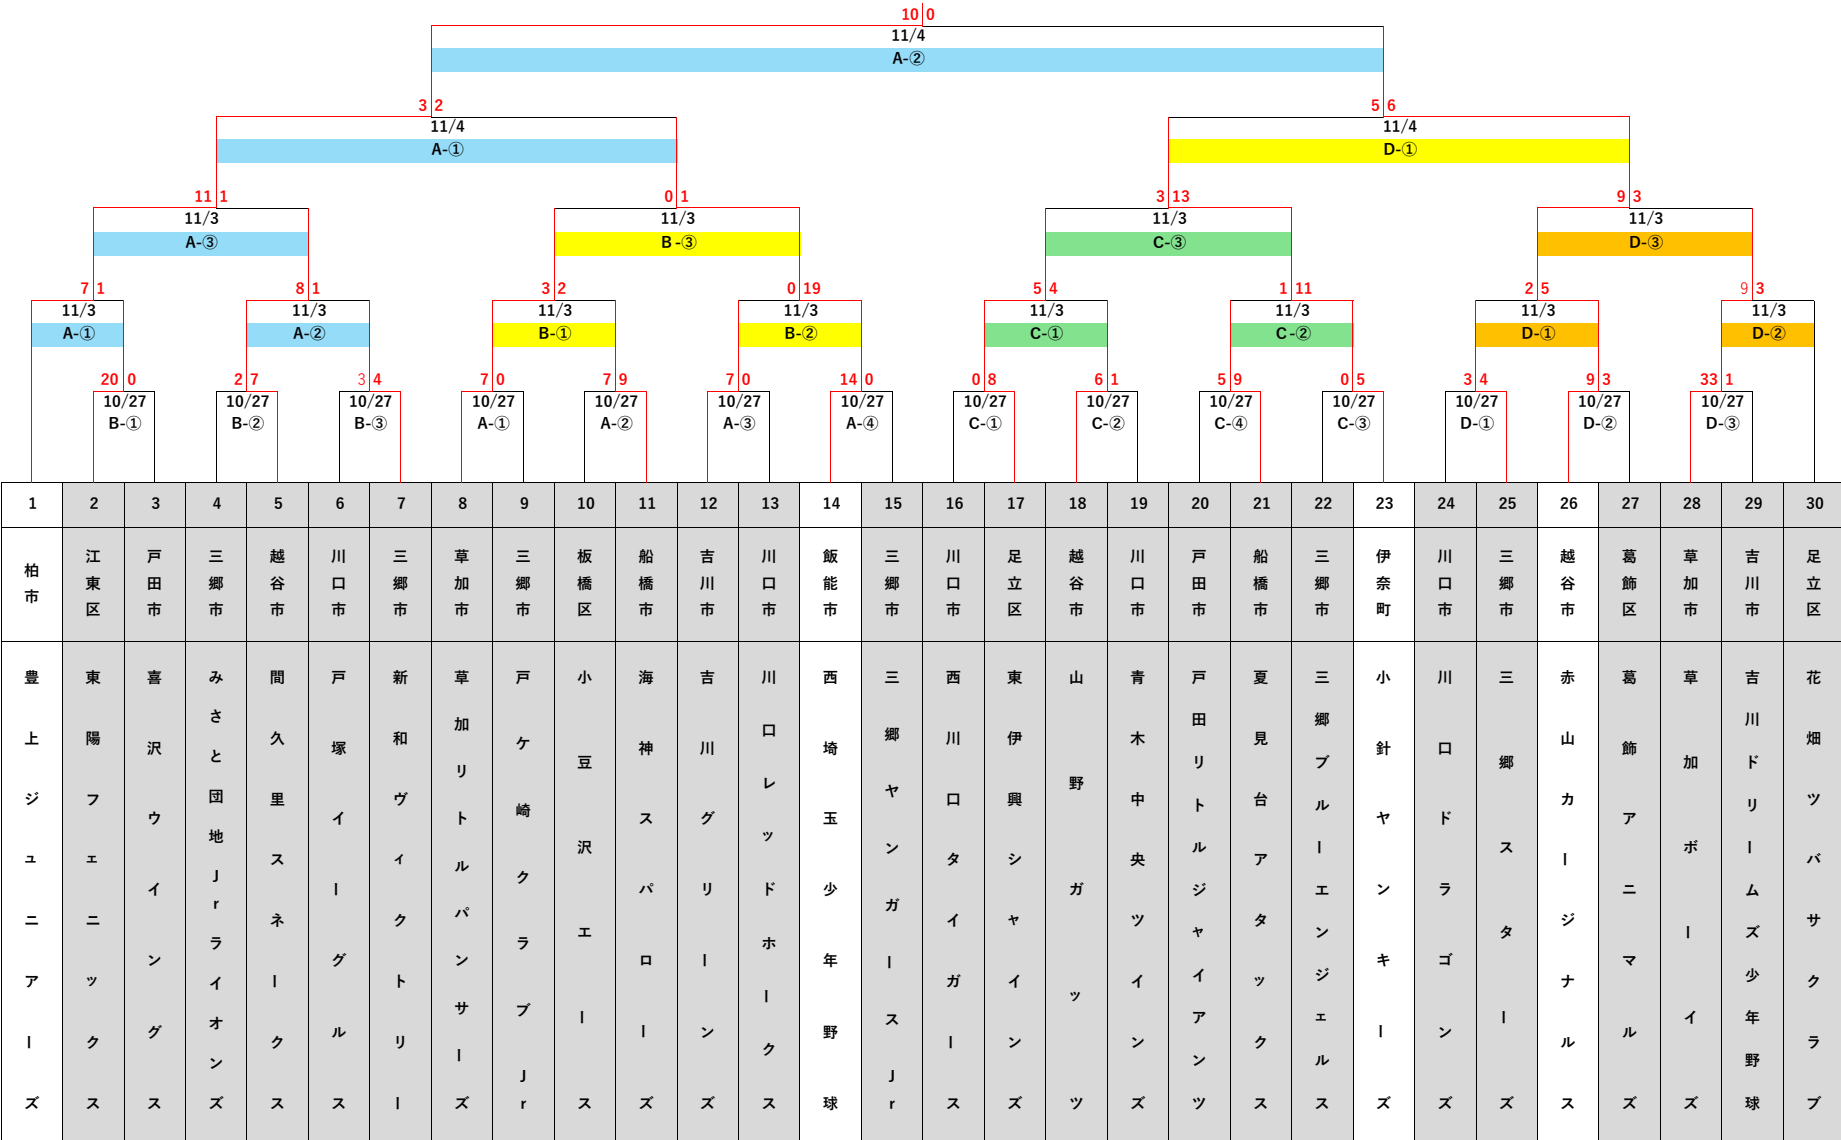 10 0
11/4
A-②
3 2
5 6
11/4
11/4
A-①
D-①
11 1
0 1
3 13
9 3
11/3
11/3
11/3
11/3
A-③
B-③
C-③
D-③
7 1
8 1
3 2
0 19
5 4
1 11
2 5
9 3
11/3
11/3
11/3
11/3
11/3
11/3
11/3
11/3
A-①
A-②
B-①
B-②
C-①
C-②
D-①
D-②
20 0
2 7
3 4
7 0
7 9
7 0
14 0
0 8
6 1
5 9
0 5
3 4
9 3
33 1
10/27
10/27
10/27
10/27
10/27
10/27
10/27
10/27
10/27
10/27
10/27
10/27
10/27
10/27
B-①
B-②
B-③
A-①
A-②
A-③
A-④
C-①
C-②
C-④
C-③
D-①
D-②
D-③
1 2 3 4 5 6 7 8 9 10 11 12 13 14 15 16 17 18 19 20 21 22 23 24 25 26 27 28 29 30
柏市
江東区
戸田市
三郷市
越谷市
川口市
三郷市
草加市
三郷市
板橋区
船橋市
吉川市
川口市
飯能市
三郷市
川口市
足立区
越谷市
川口市
戸田市
船橋市
三郷市
伊奈町
川口市
三郷市
越谷市
葛飾区
草加市
吉川市
足立区
豊上ジュニアーズ
東陽フェニックス
喜沢ウイングス
みさと団地Jrライオンズ
間久里スネークス
戸塚イーグルス
新和ヴィクトリー
草加リトルパンサーズ
戸ケ崎クラブJr
小豆沢エース
海神スパローズ
吉川グリーンズ
川口レッドホークス
西埼玉少年野球
三郷ヤンガースJr
西川口タイガース
東伊興シャインズ
山野ガッツ
青木中央ツインズ
戸田リトルジャイアンツ
夏見台アタックス
三郷ブルーエンジェルス
小針ヤンキーズ
川口ドラゴンズ
三郷スターズ
赤山カージナルス
葛飾アニマルズ
草加ボーイズ
吉川ドリームズ少年野球
花畑ツバサクラブ